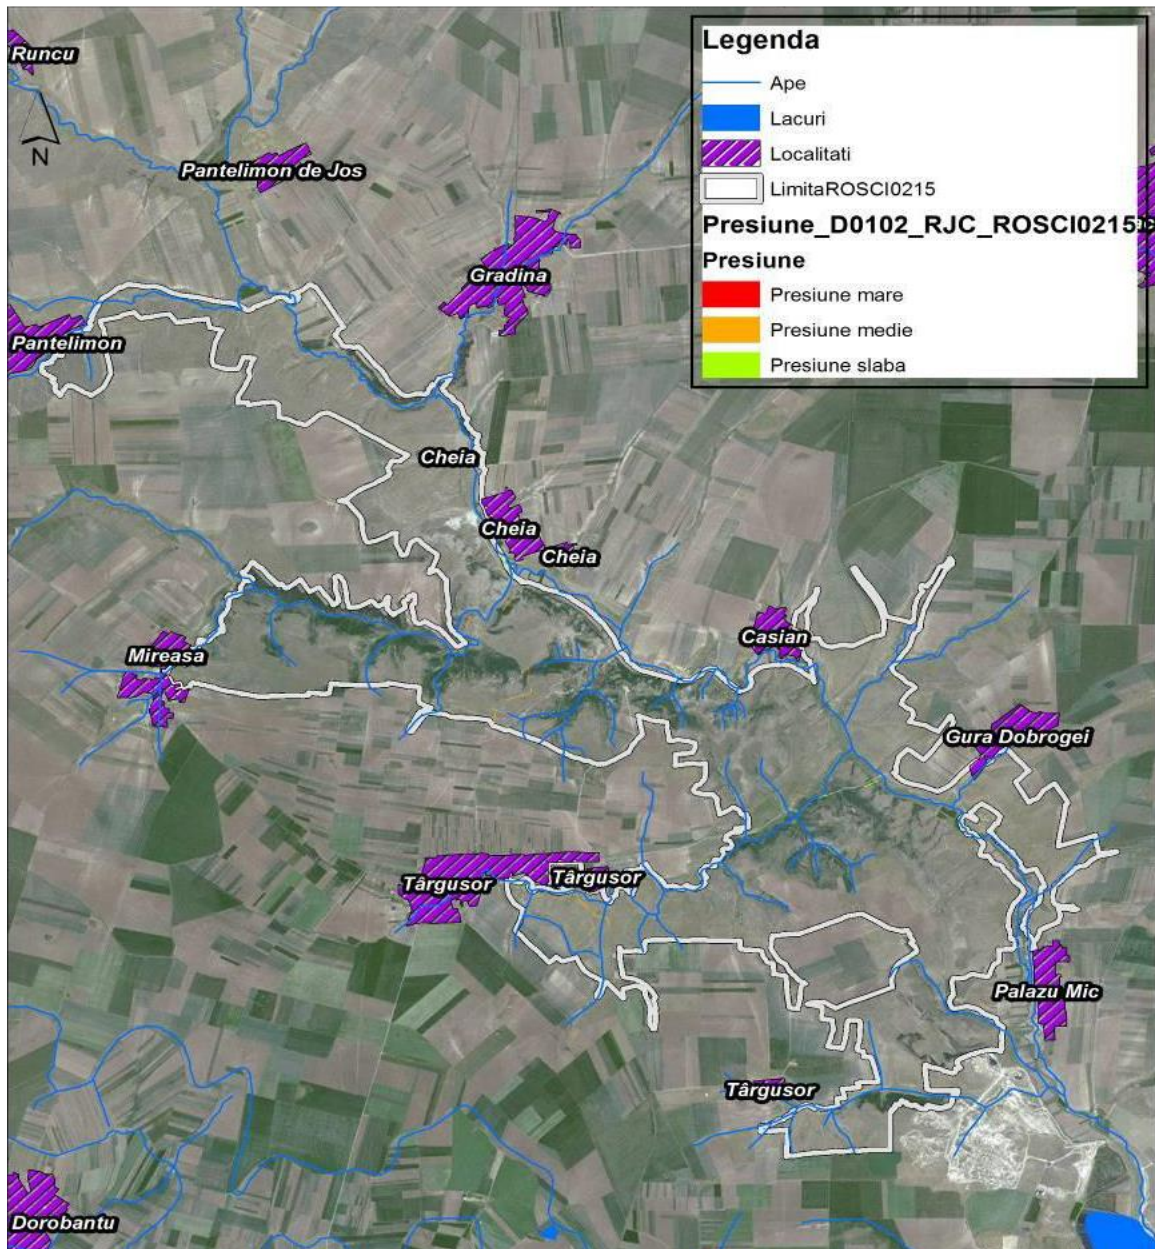 Legenda
Ape
Lacuri
Localitati
LimitaROSCI0215
Presiune_D0102_RJC_ROSCI0215
Presiune
Presiune mare
Presiune medie
Presiune slaba
Runcu
N
Pantelimon de Jos
Gradina
Pantelimon
Cheia
Cheia
Cheia
Casian
Mireasa
Gura Dobrogei
Târgusor
Târgusor
Palazu Mic
Târgusor
Dorobantu